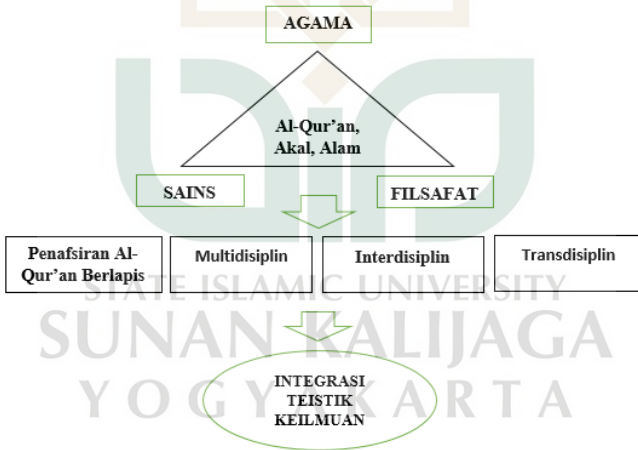 AGAMA
Al-Qur’an,
Akal, Alam
SAINS
FILSAFAT
Penafsiran Al-
Qur’an Berlapis
Multidisiplin
Interdisiplin
Transdisiplin
STATE ISLAMIC UNIVERSITY
SUNAN KALIJAGA
YOGYAKARTA
INTEGRASI
TEISTIK
KEILMUAN